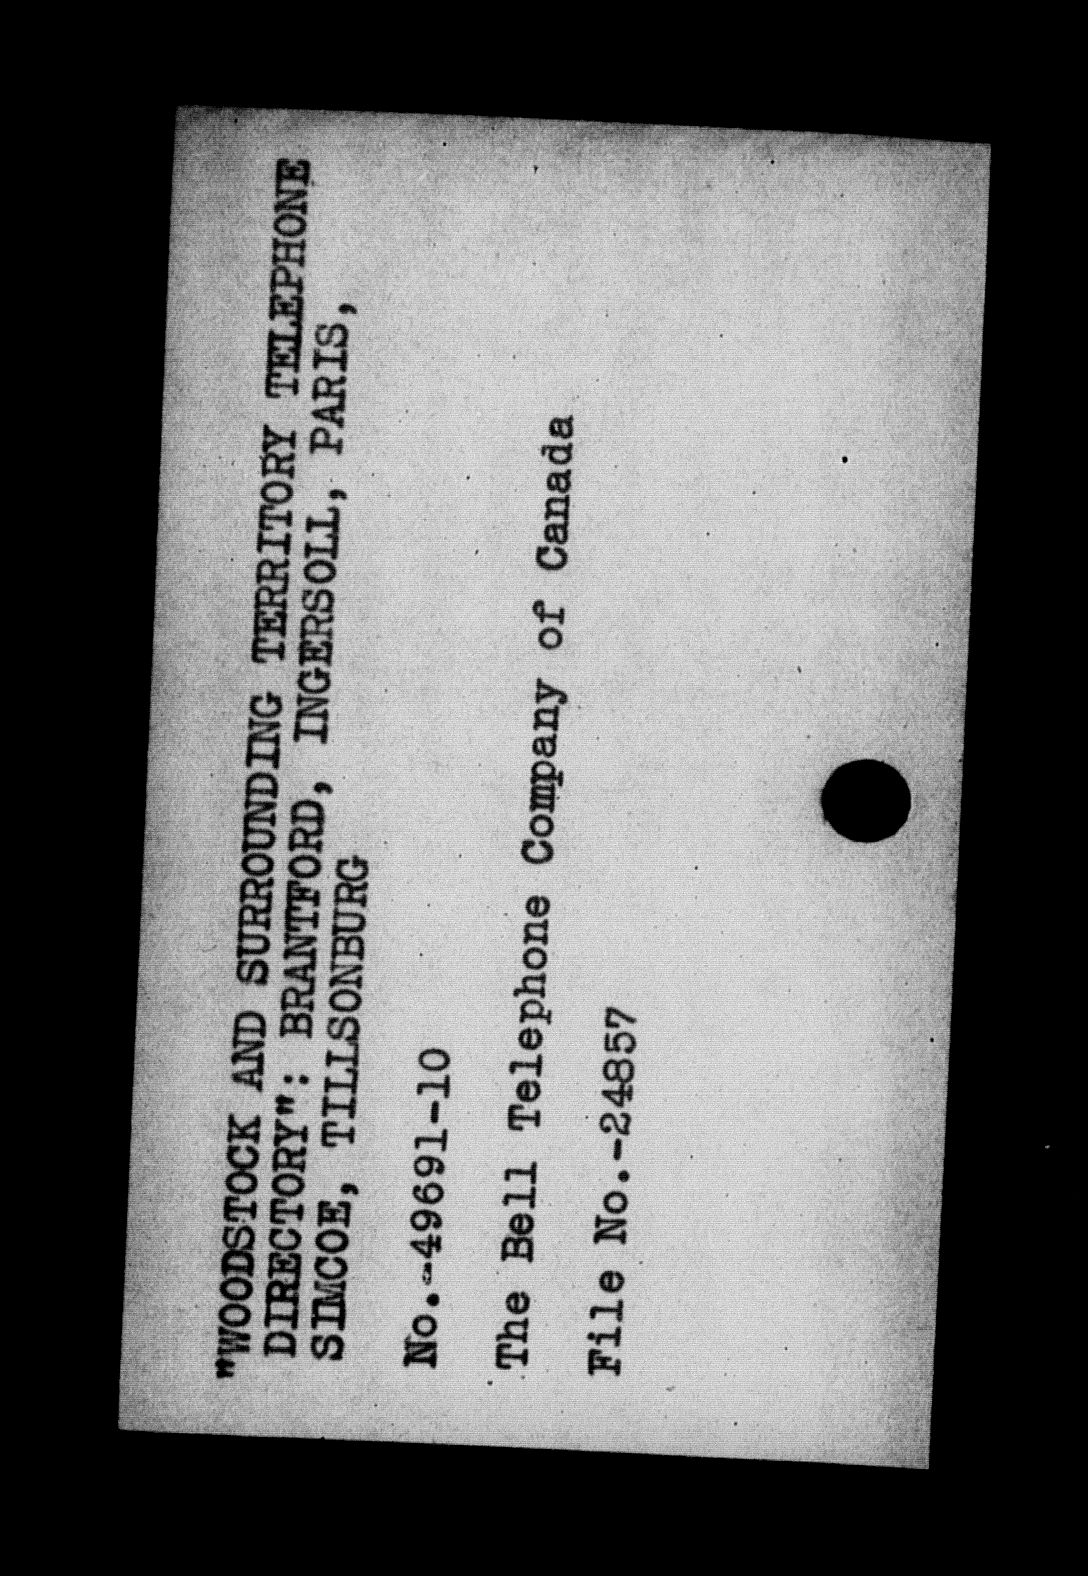 "WOODSTOCK AND SURROUNDING TERRITORY TELEPHONE
DIRECTORY": BRANTFORD, INGERSOLL, PARIS,
SIMCOE, TILLSONBURG
No.-49691-10
The Bell Telephone Company of Canada
File No.-24857